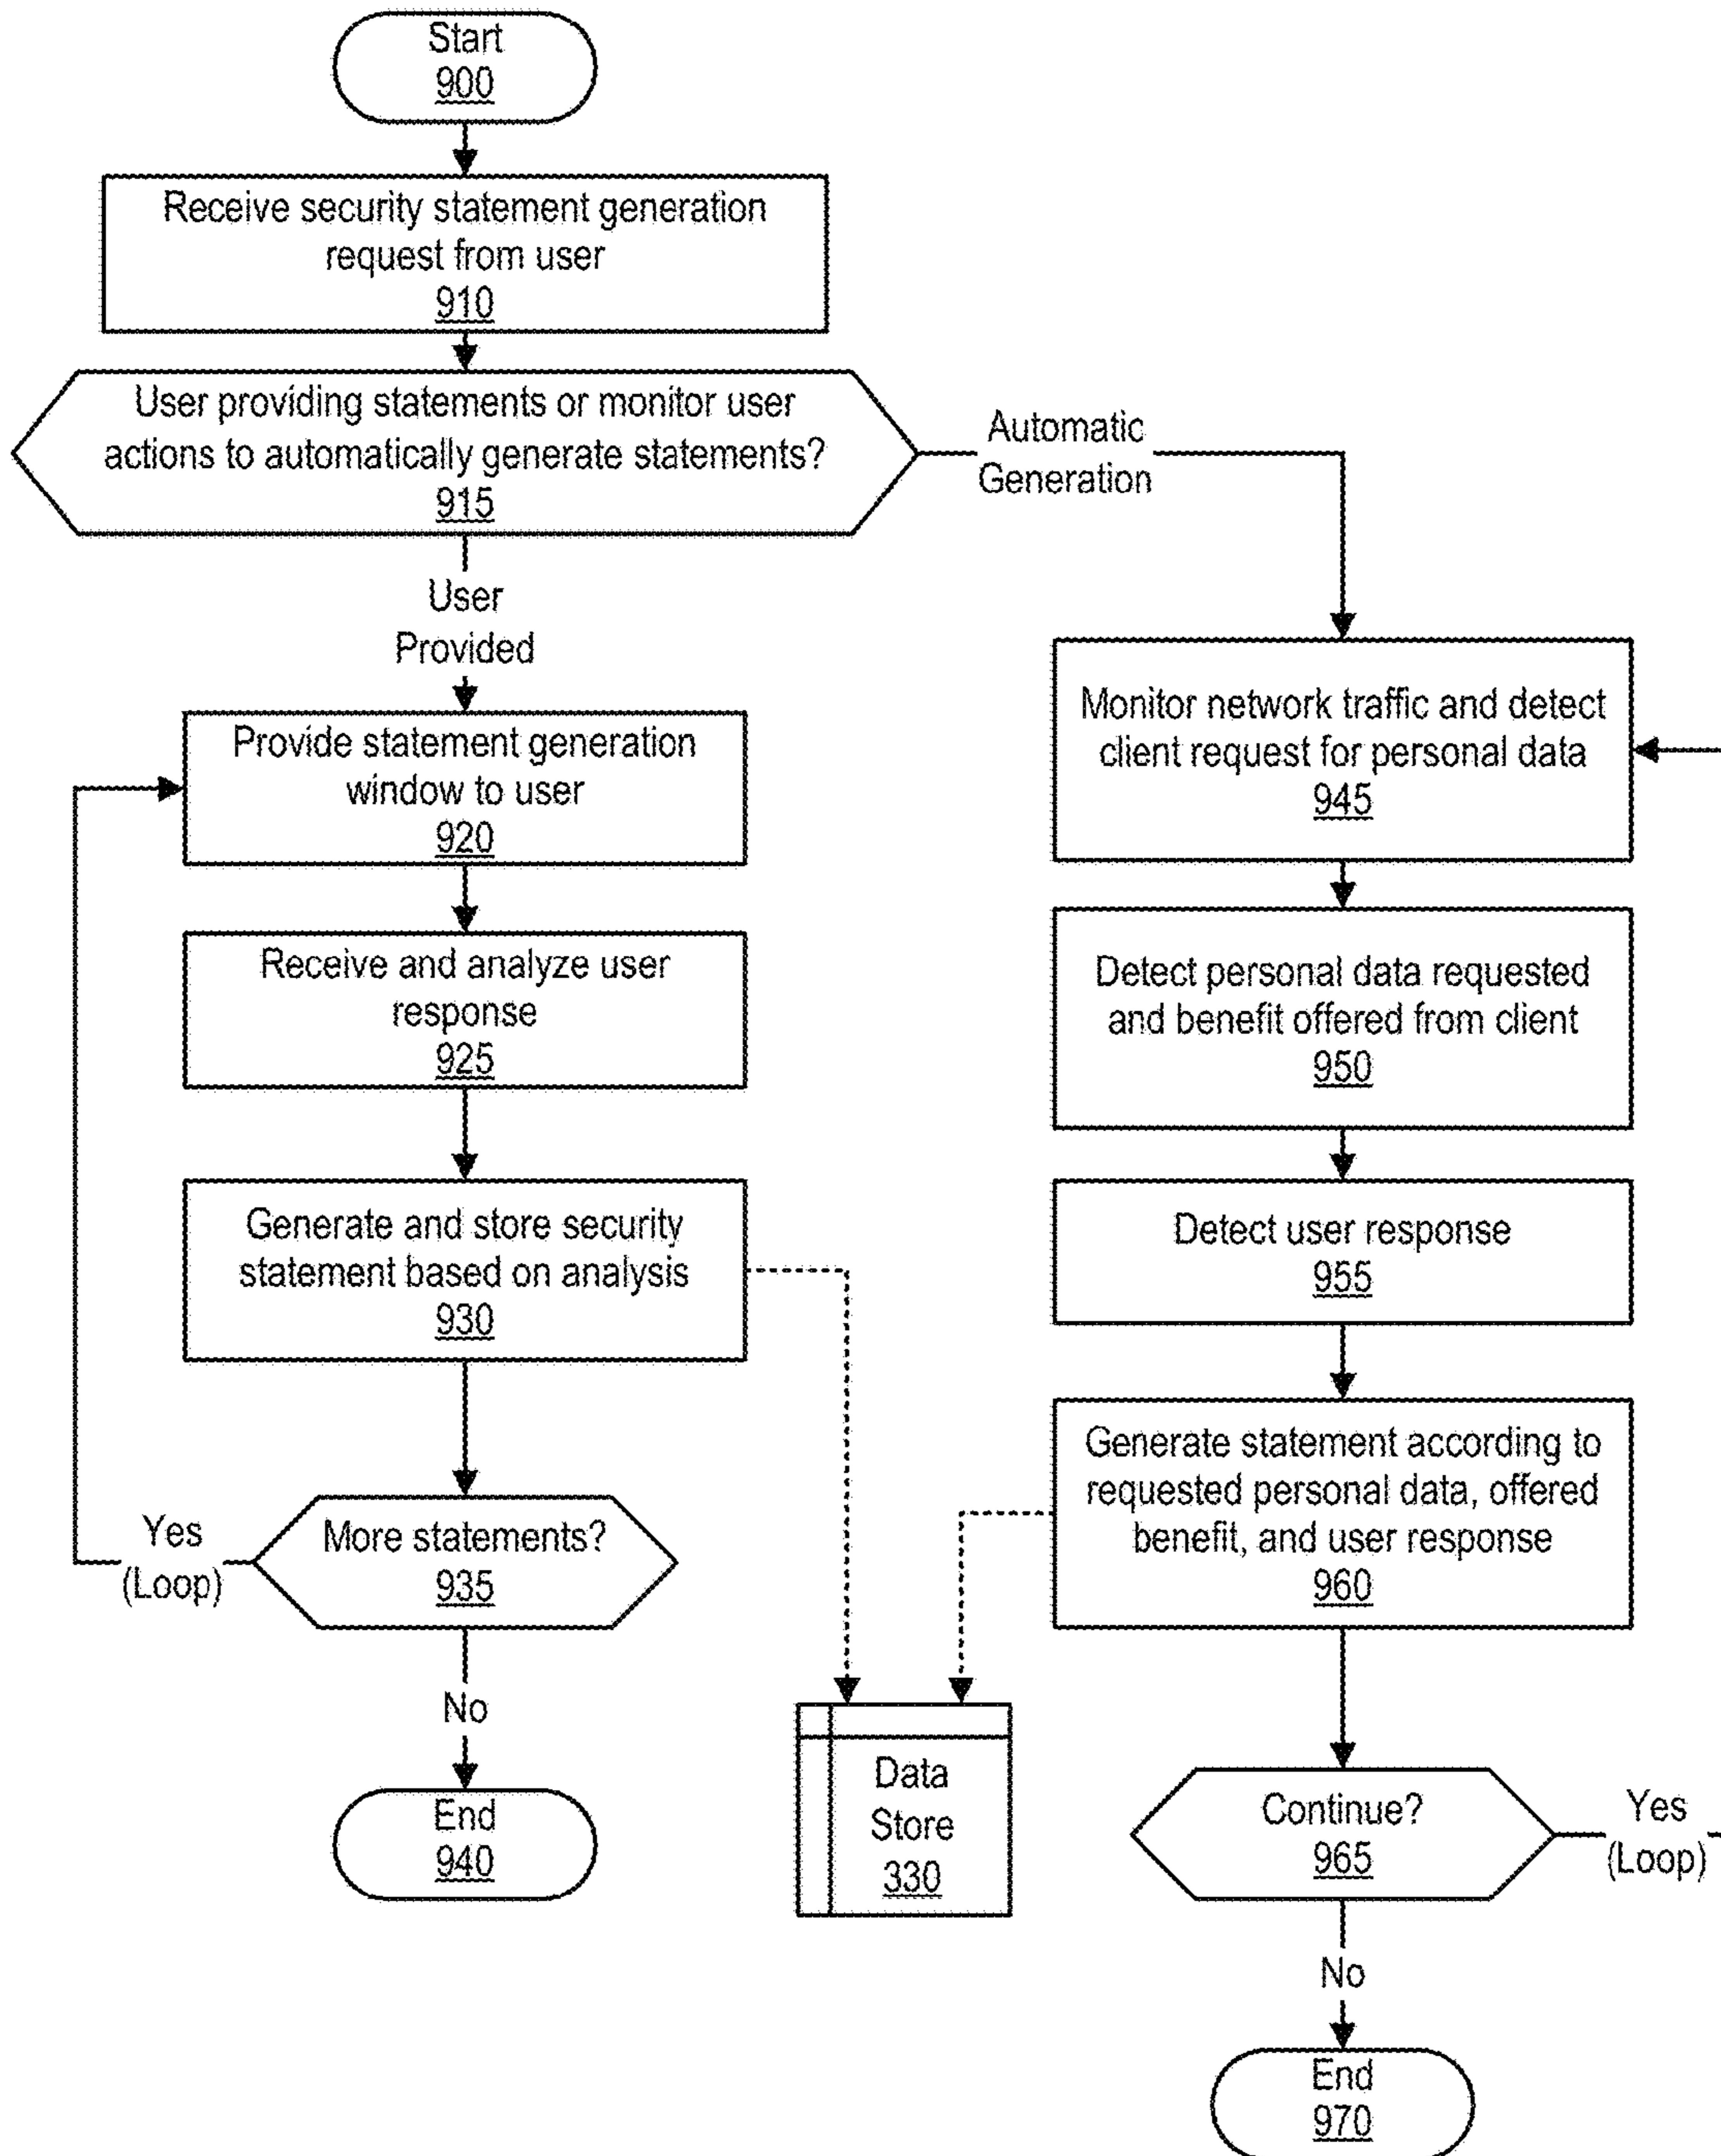 Start
900
Receive security statement generation
request from user
910
User providing statements or monitor user
actions to automatically generate statements?
915
Automatic
Generation
User
Provided
Provide statement generation
window to user
920
Receive and analyze user
response
925
Generate and store security
statement based on analysis
930
More statements?
935
Yes
(Loop)
No
End
940
Data
Store
330
Monitor network traffic and detect
client request for personal data
945
Detect personal data requested
and benefit offered from client
950
Detect user response
955
Generate statement according to
requested personal data, offered
benefit, and user response
960
Continue?
965
Yes
(Loop)
No
End
970